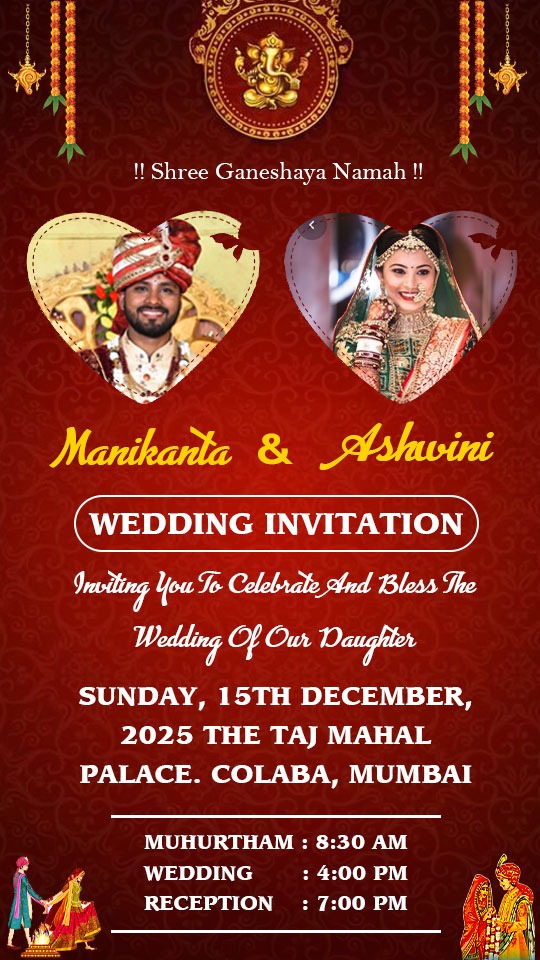 !! Shree Ganeshaya Namah !!
Manikanta & Ashwini
WEDDING INVITATION
Inviting You To Celebrate And Bless The
Wedding Of Our Daughter
SUNDAY, 15TH DECEMBER,
2025 THE TAJ MAHAL
PALACE. COLABA, MUMBAI
MUHURTHAM : 8:30 AM
WEDDING : 4:00 PM
RECEPTION : 7:00 PM